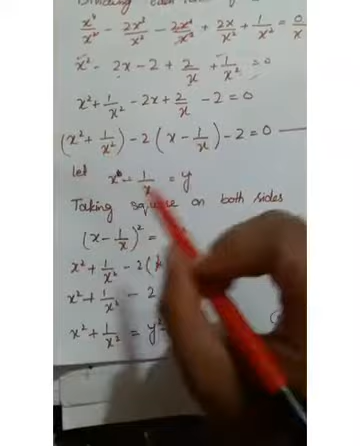 x⁴/x² - 2x³/x² - 2x²/x² + 2x/x² + 1/x² = 0/x
x² - 2x - 2 + 2/x + 1/x² = 0
x² + 1/x² - 2x + 2/x - 2 = 0
(x² + 1/x²) - 2 (x - 1/x) - 2 = 0
let x - 1/x = y
Taking square on both sides
(x - 1/x)² =
x² + 1/x² - 2(
x² + 1/x² - 2
x² + 1/x² = y²